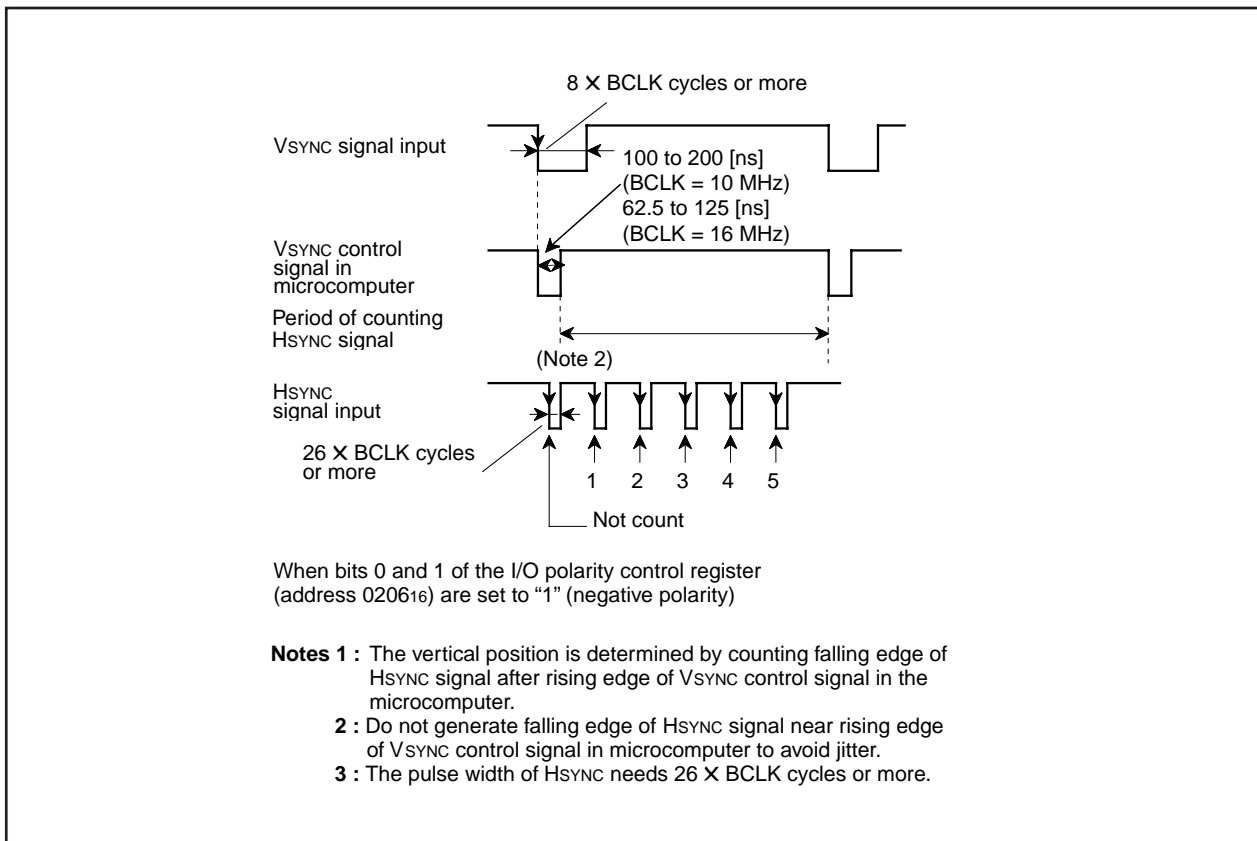 8 X BCLK cycles or more
VSYNC signal input
100 to 200 [ns]
(BCLK = 10 MHz)
62.5 to 125 [ns]
(BCLK = 16 MHz)
VSYNC control
signal in
microcomputer
Period of counting
HSYNC signal
(Note 2)
HSYNC
signal input
26 X BCLK cycles
or more
1 2 3 4 5
Not count
When bits 0 and 1 of the I/O polarity control register
(address 020616) are set to “1” (negative polarity)
Notes 1 : The vertical position is determined by counting falling edge of
HSYNC signal after rising edge of VSYNC control signal in the
microcomputer.
2 : Do not generate falling edge of HSYNC signal near rising edge
of VSYNC control signal in microcomputer to avoid jitter.
3 : The pulse width of HSYNC needs 26 X BCLK cycles or more.